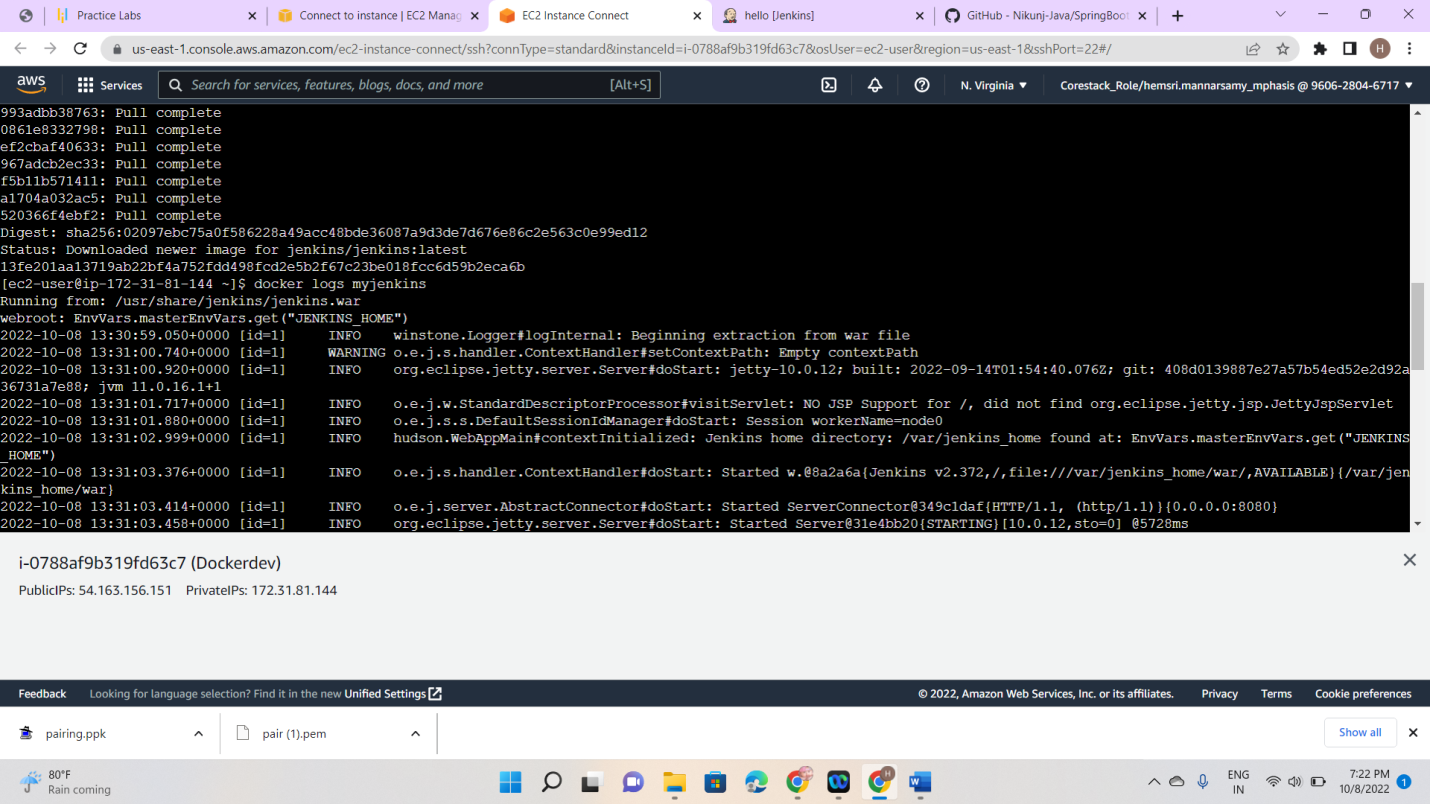 Practice Labs
Connect to instance | EC2 Manag
EC2 Instance Connect
hello [Jenkins]
GitHub - Nikunj-Java/SpringBoot
us-east-1.console.aws.amazon.com/ec2-instance-connect/ssh?connType=standard&instanceId=i-0788af9b319fd63c7&osUser=ec2-user&region=us-east-1&sshPort=22#/
H
aws
Services
Search for services, features, blogs, docs, and more
[Alt+S]
N. Virginia ▼
Corestack_Role/hemsri.mannarsamy_mphasis @ 9606-2804-6717 ▼
993adbb38763: Pull complete
0861e8332798: Pull complete
ef2cbaf40633: Pull complete
967adcb2ec33: Pull complete
f5b11b571411: Pull complete
a1704a032ac5: Pull complete
520366f4ebf2: Pull complete
Digest: sha256:02097ebc75a0f586228a49acc48bde36087a9d3de7d676e86c2e563c0e99ed12
Status: Downloaded newer image for jenkins/jenkins:latest
13fe201aa13719ab22bf4a752fdd498fcd2e5b2f67c23be018fcc6d59b2eca6b
[ec2-user@ip-172-31-81-144 ~]$ docker logs myjenkins
Running from: /usr/share/jenkins/jenkins.war
webroot: EnvVars.masterEnvVars.get("JENKINS_HOME")
2022-10-08 13:30:59.050+0000 [id=1] INFO winstone.Logger#logInternal: Beginning extraction from war file
2022-10-08 13:31:00.740+0000 [id=1] WARNING o.e.j.s.handler.ContextHandler#setContextPath: Empty contextPath
2022-10-08 13:31:00.920+0000 [id=1] INFO org.eclipse.jetty.server.Server#doStart: jetty-10.0.12; built: 2022-09-14T01:54:40.076Z; git: 408d0139887e27a57b54ed52e2d92a
36731a7e88; jvm 11.0.16.1+1
2022-10-08 13:31:01.717+0000 [id=1] INFO o.e.j.w.StandardDescriptorProcessor#visitServlet: NO JSP Support for /, did not find org.eclipse.jetty.jsp.JettyJspServlet
2022-10-08 13:31:01.880+0000 [id=1] INFO o.e.j.s.s.DefaultSessionIdManager#doStart: Session workerName=node0
2022-10-08 13:31:02.999+0000 [id=1] INFO hudson.WebAppMain#contextInitialized: Jenkins home directory: /var/jenkins_home found at: EnvVars.masterEnvVars.get("JENKINS
_HOME")
2022-10-08 13:31:03.376+0000 [id=1] INFO o.e.j.s.handler.ContextHandler#doStart: Started w.@8a2a6a{Jenkins v2.372,/,file:///var/jenkins_home/war/,AVAILABLE}{/var/jen
kins_home/war}
2022-10-08 13:31:03.414+0000 [id=1] INFO o.e.j.server.AbstractConnector#doStart: Started ServerConnector@349c1daf{HTTP/1.1, (http/1.1)}{0.0.0.0:8080}
2022-10-08 13:31:03.458+0000 [id=1] INFO org.eclipse.jetty.server.Server#doStart: Started Server@31e4bb20{STARTING}[10.0.12,sto=0] @5728ms
i-0788af9b319fd63c7 (Dockerdev)
PublicIPs: 54.163.156.151 PrivateIPs: 172.31.81.144
Feedback
Looking for language selection? Find it in the new Unified Settings
© 2022, Amazon Web Services, Inc. or its affiliates.
Privacy
Terms
Cookie preferences
pairing.ppk
pair (1).pem
Show all
80°F
Rain coming
H
ENG
IN
7:22 PM
10/8/2022
1